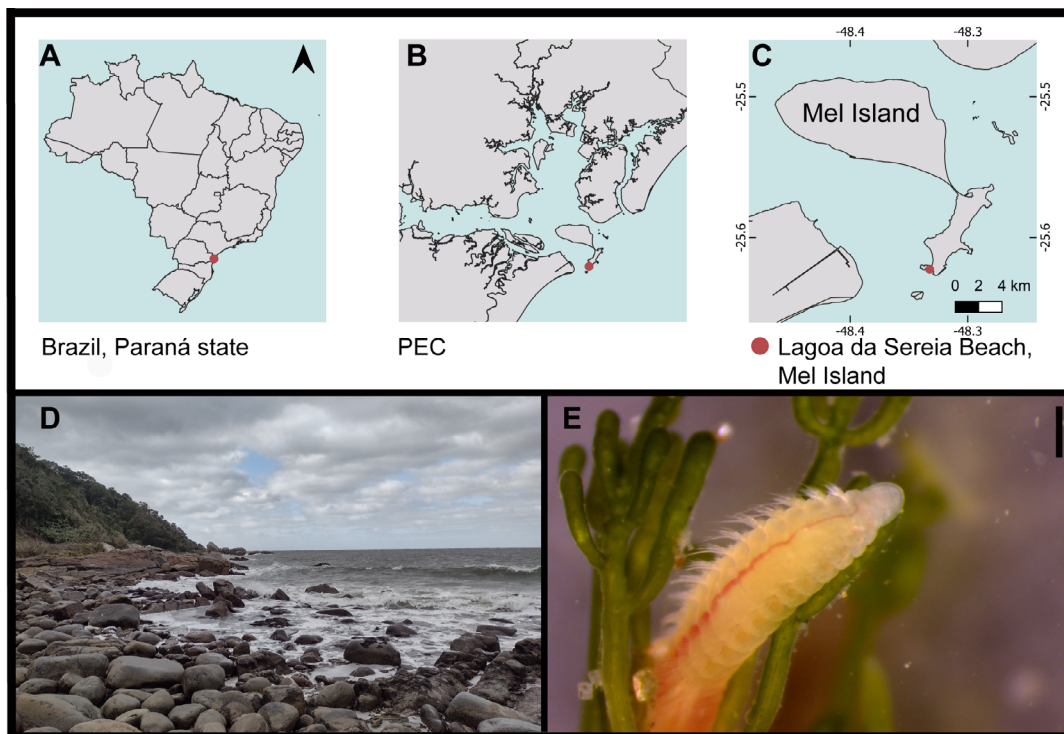 A
B
C
-48.4
-48.3
-25.5
-25.5
Mel Island
-25.6
-25.6
0 2 4 km
-48.4
-48.3
Brazil, Paraná state
PEC
Lagoa da Sereia Beach,
Mel Island
D
E